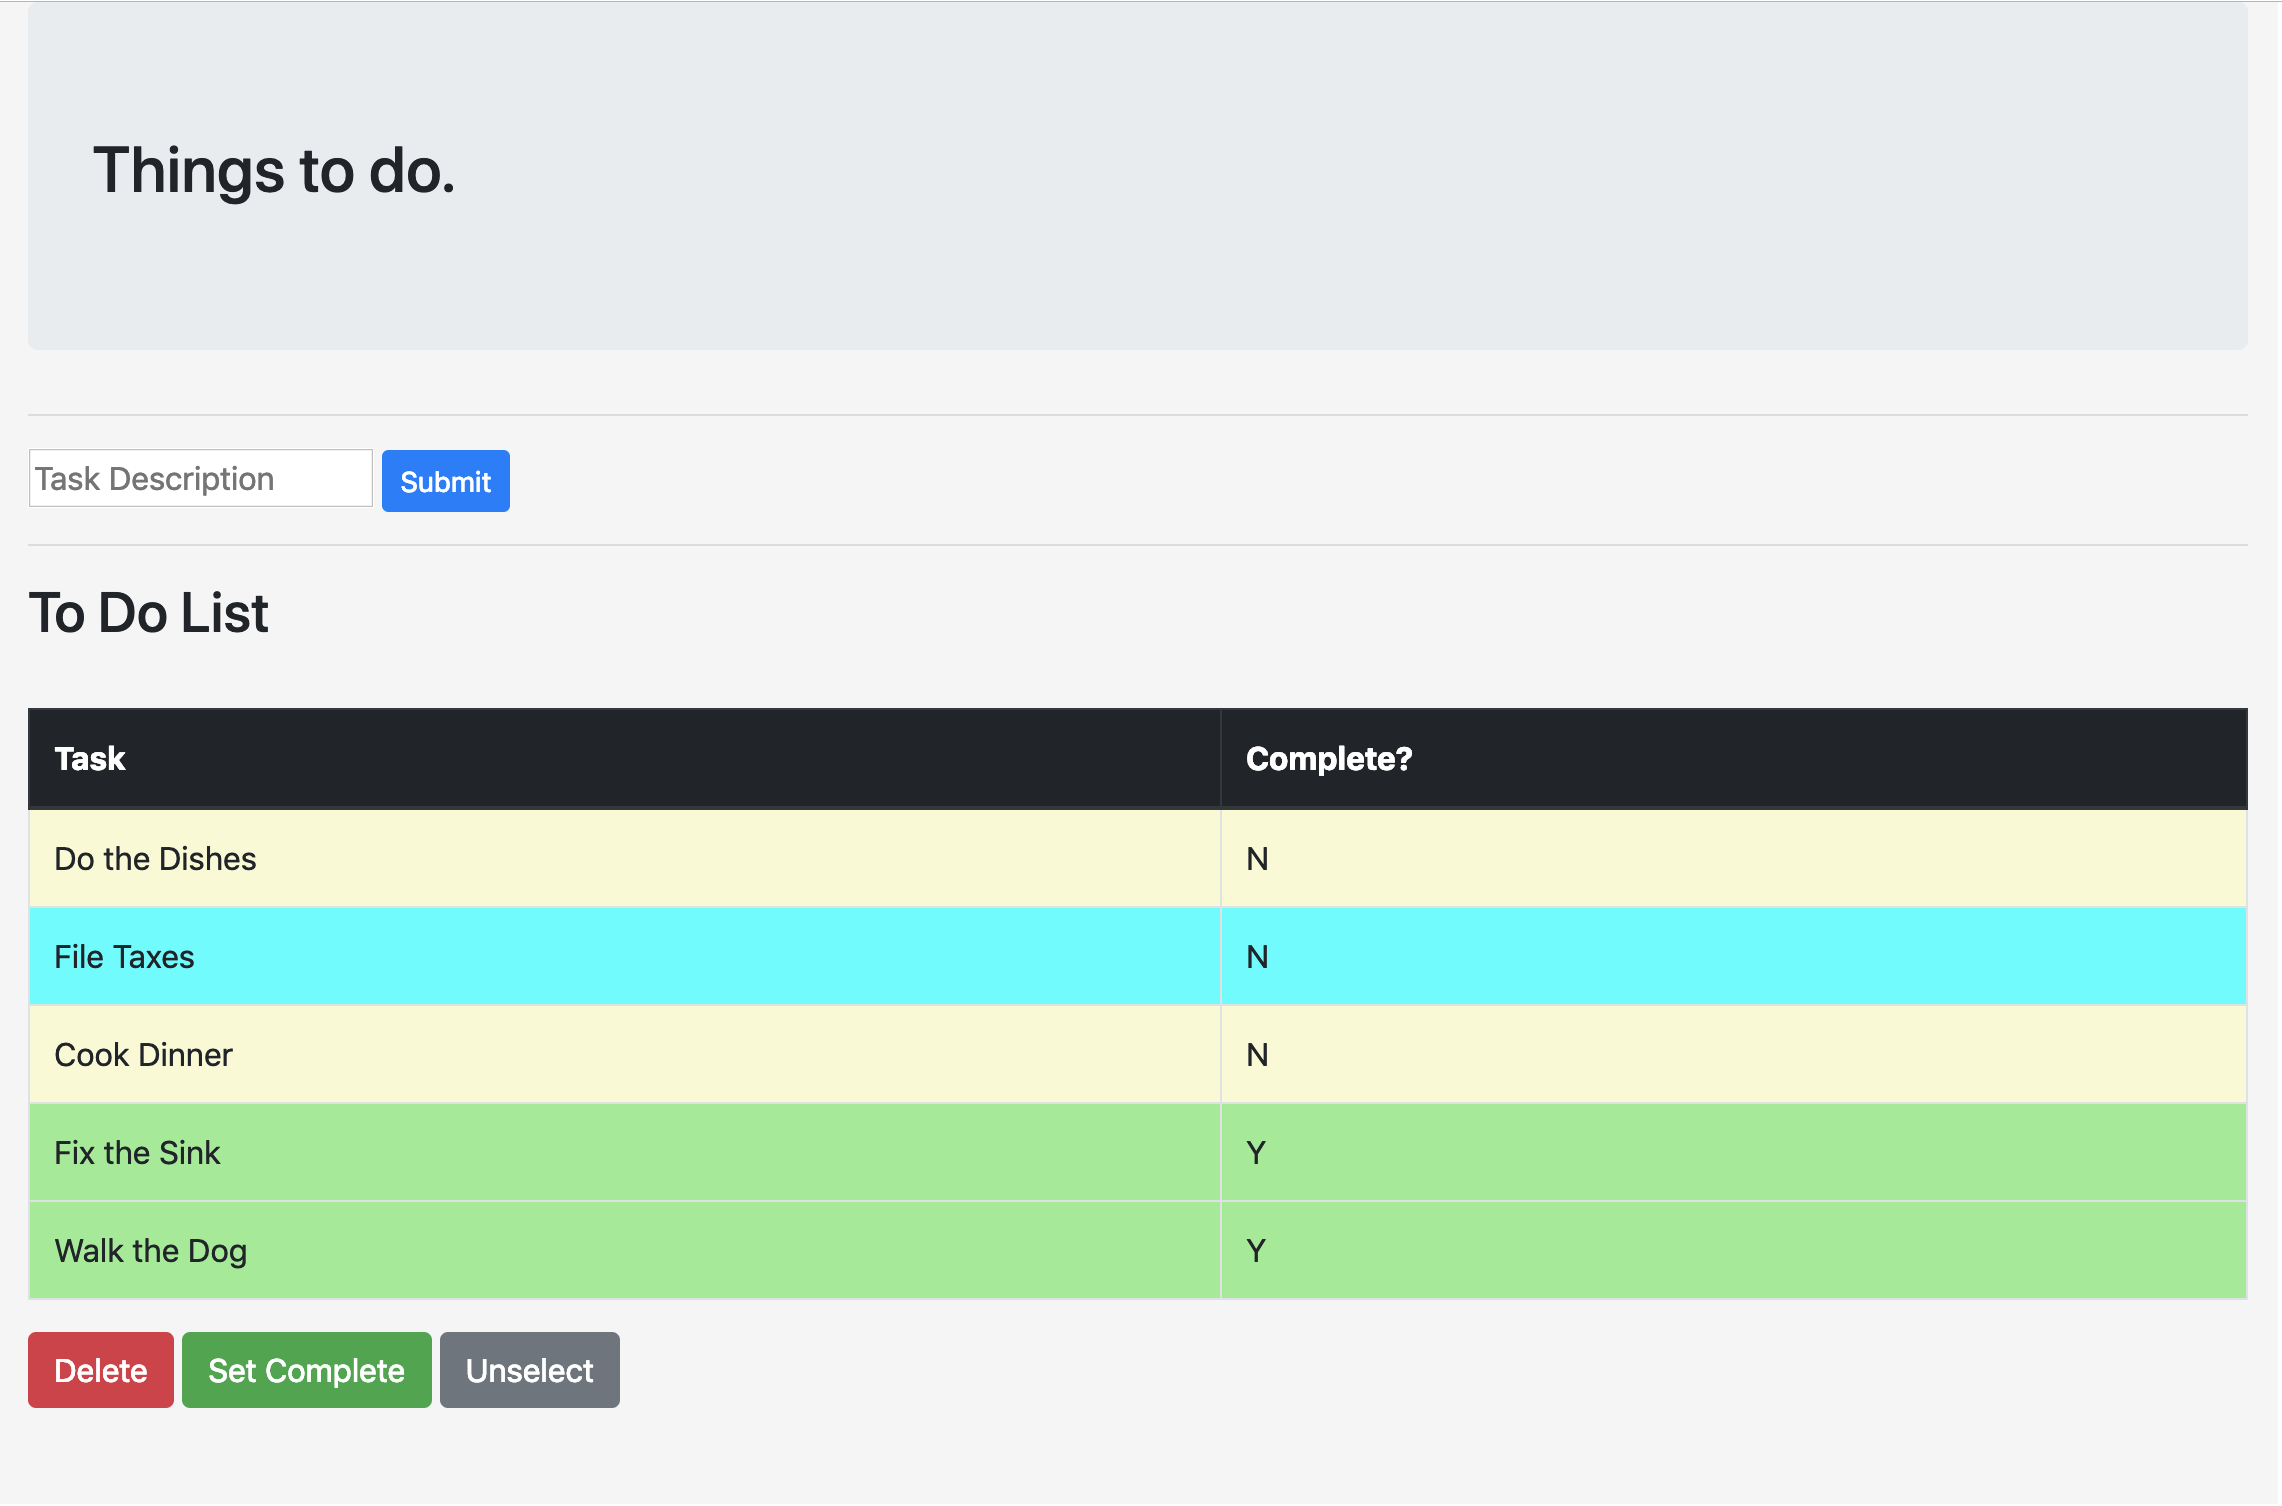 Things to do.
Task Description Submit
To Do List
Task Complete?
Do the Dishes N
File Taxes N
Cook Dinner N
Fix the Sink Y
Walk the Dog Y
Delete Set Complete Unselect